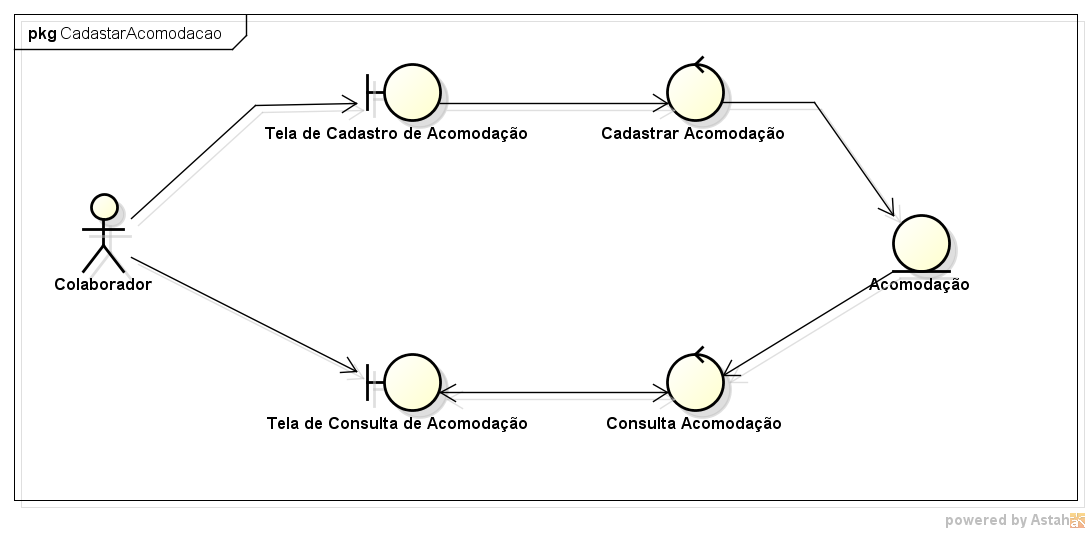 pkg CadastarAcomodacao
Tela de Cadastro de Acomodação
Cadastrar Acomodação
Colaborador
Acomodação
Tela de Consulta de Acomodação
Consulta Acomodação
powered by Astah